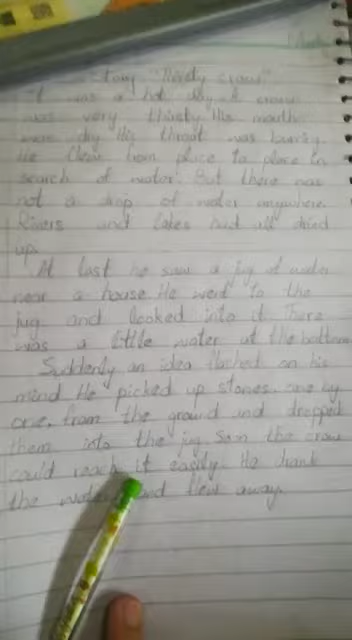 Story "Thirsty crow"
It was a hot day A crow
was very thirsty His mouth
was dry His throat was burning
He flew from place to place in
search of water. But there was
not a drop of water anywhere
Rivers and lakes had all dried
up.
At last he saw a jug of water
near a house He went to the
jug and looked into it There
was a little water at the bottom
Suddenly an idea flashed on his
mind He picked up stones one by
one, from the ground and dropped
them into the jug Soon the crow
could reach it easily. He drank
the water and flew away.